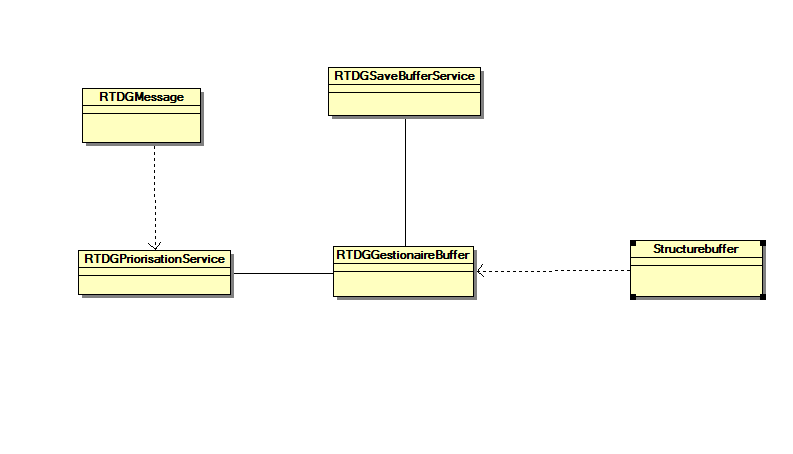 RTDGSaveBufferService
RTDGMessage
Structurebuffer
RTDGPriorisationService
RTDGGestionaireBuffer